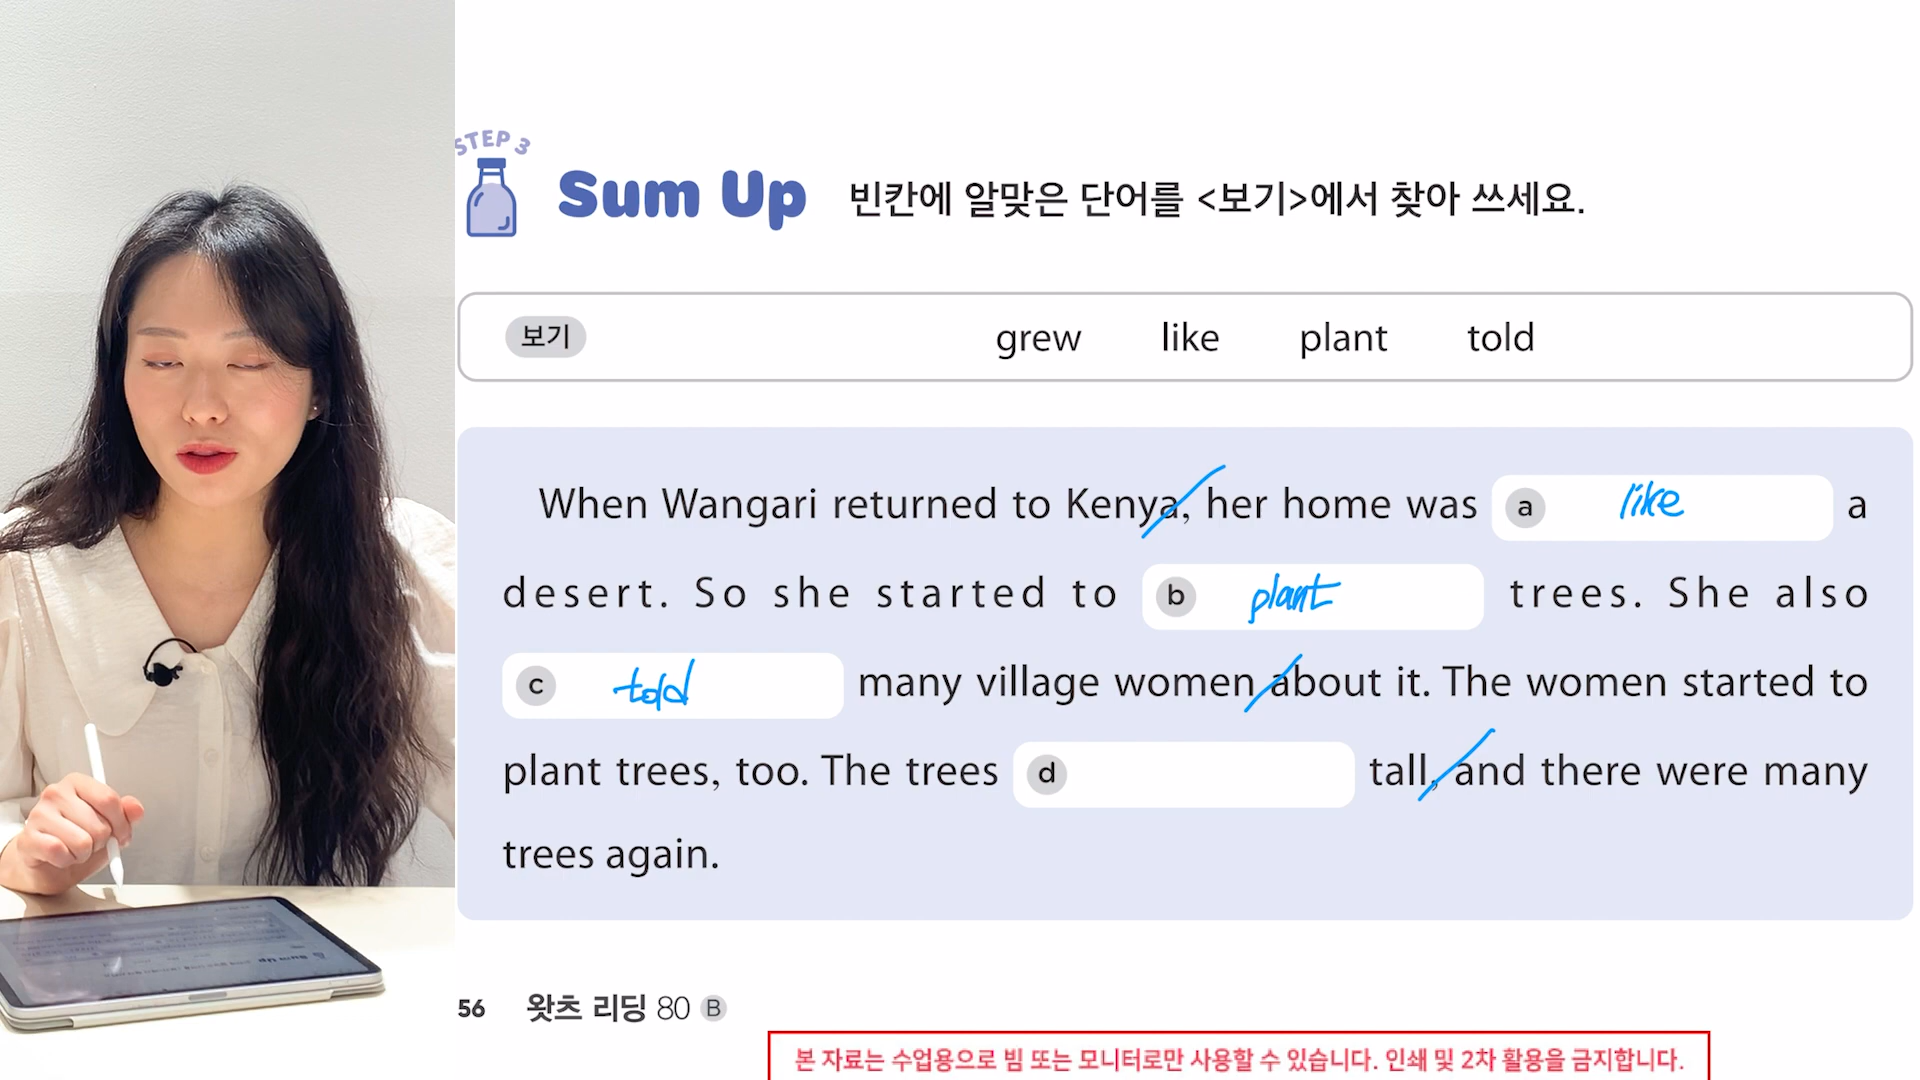 STEP 3
Sum Up 빈칸에 알맞은 단어를 <보기>에서 찾아 쓰세요.
보기 grew like plant told
When Wangari returned to Kenya, her home was a like a
desert. So she started to b plant trees. She also
c told many village women about it. The women started to
plant trees, too. The trees d tall, and there were many
trees again.
56 왓츠 리딩 80 B
본 자료는 수업용으로 빔 또는 모니터로만 사용할 수 있습니다. 인쇄 및 2차 활용을 금지합니다.